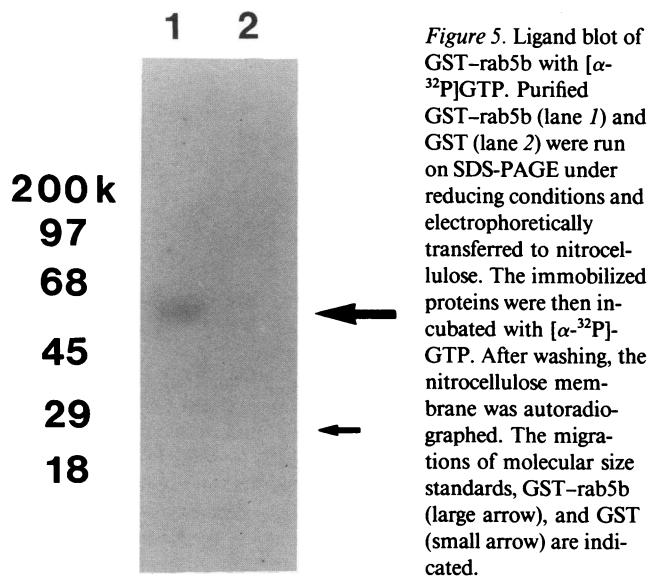 1 2
200 k
97
68
45
29
18
Figure 5. Ligand blot of
GST–rab5b with [α-
³²P]GTP. Purified
GST–rab5b (lane 1) and
GST (lane 2) were run
on SDS-PAGE under
reducing conditions and
electrophoretically
transferred to nitrocel-
lulose. The immobilized
proteins were then in-
cubated with [α-³²P]-
GTP. After washing, the
nitrocellulose mem-
brane was autoradio-
graphed. The migra-
tions of molecular size
standards, GST–rab5b
(large arrow), and GST
(small arrow) are indi-
cated.